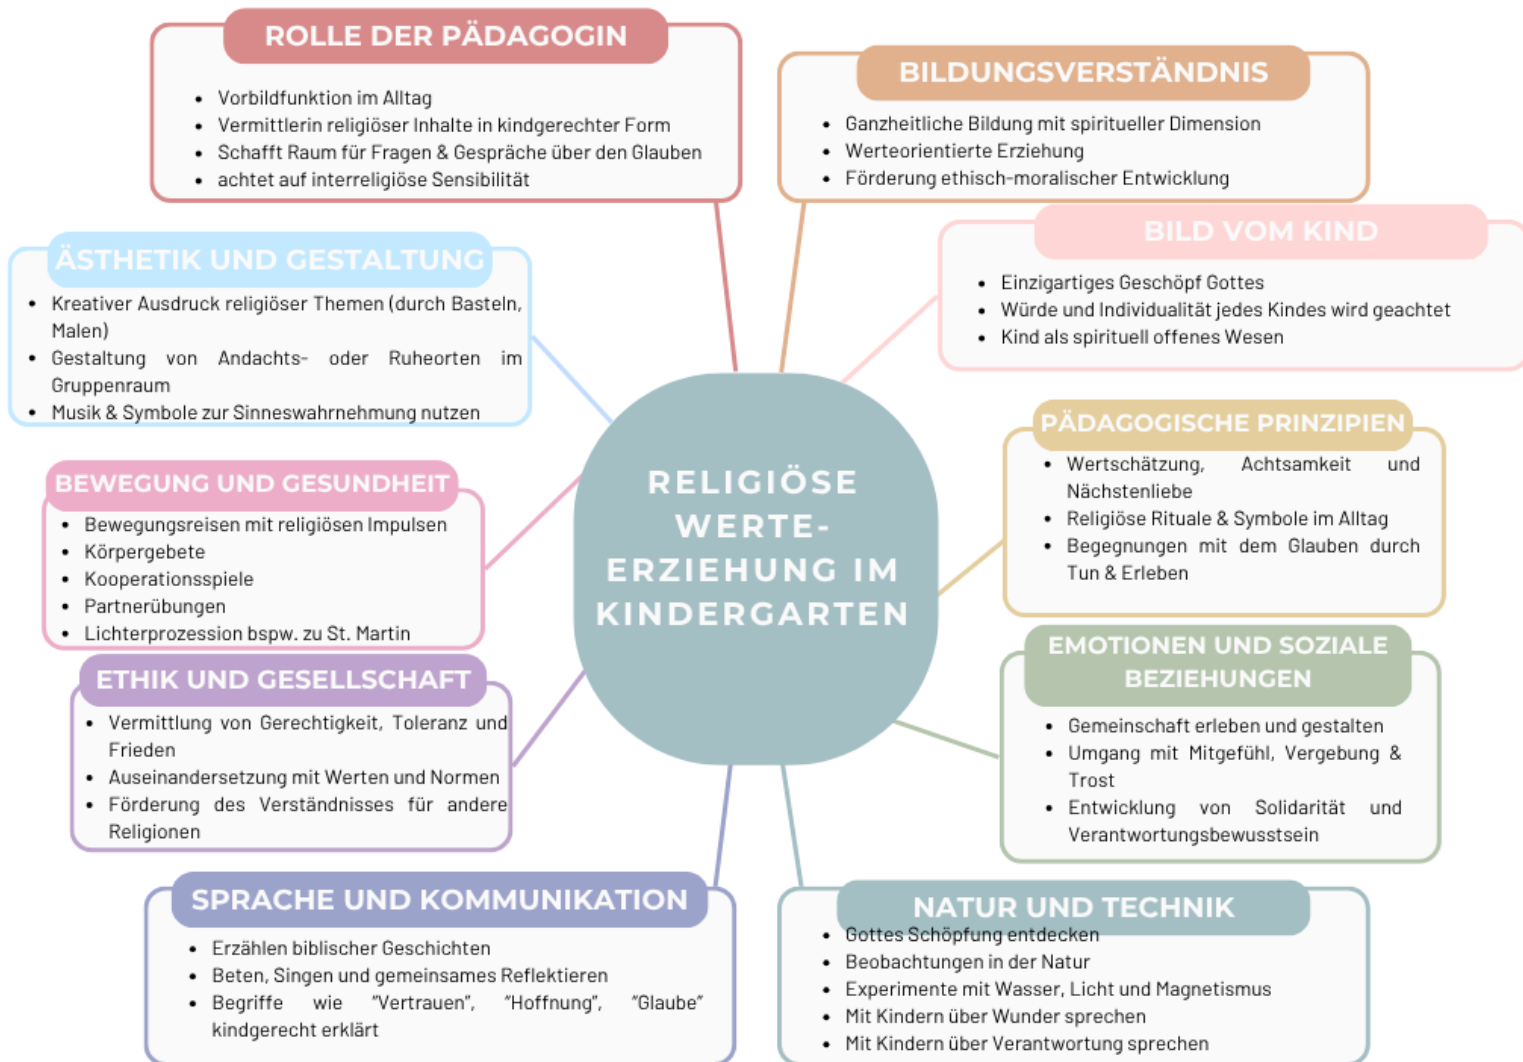 ROLLE DER PÄDAGOGIN
• Vorbildfunktion im Alltag
• Vermittlerin religiöser Inhalte in kindgerechter Form
• Schafft Raum für Fragen & Gespräche über den Glauben
• achtet auf interreligiöse Sensibilität
BILDUNGSVERSTÄNDNIS
• Ganzheitliche Bildung mit spiritueller Dimension
• Werteorientierte Erziehung
• Förderung ethisch-moralischer Entwicklung
ÄSTHETIK UND GESTALTUNG
• Kreativer Ausdruck religiöser Themen (durch Basteln,
Malen)
• Gestaltung von Andachts- oder Ruheorten im
Gruppenraum
• Musik & Symbole zur Sinneswahrnehmung nutzen
BILD VOM KIND
• Einzigartiges Geschöpf Gottes
• Würde und Individualität jedes Kindes wird geachtet
• Kind als spirituell offenes Wesen
BEWEGUNG UND GESUNDHEIT
• Bewegungsreisen mit religiösen Impulsen
• Körpergebete
• Kooperationsspiele
• Partnerübungen
• Lichterprozession bspw. zu St. Martin
RELIGIÖSE
WERTE-
ERZIEHUNG IM
KINDERGARTEN
PÄDAGOGISCHE PRINZIPIEN
• Wertschätzung, Achtsamkeit und
Nächstenliebe
• Religiöse Rituale & Symbole im Alltag
• Begegnungen mit dem Glauben durch
Tun & Erleben
ETHIK UND GESELLSCHAFT
• Vermittlung von Gerechtigkeit, Toleranz und
Frieden
• Auseinandersetzung mit Werten und Normen
• Förderung des Verständnisses für andere
Religionen
EMOTIONEN UND SOZIALE
BEZIEHUNGEN
• Gemeinschaft erleben und gestalten
• Umgang mit Mitgefühl, Vergebung &
Trost
• Entwicklung von Solidarität und
Verantwortungsbewusstsein
SPRACHE UND KOMMUNIKATION
• Erzählen biblischer Geschichten
• Beten, Singen und gemeinsames Reflektieren
• Begriffe wie "Vertrauen", "Hoffnung", "Glaube"
kindgerecht erklärt
NATUR UND TECHNIK
• Gottes Schöpfung entdecken
• Beobachtungen in der Natur
• Experimente mit Wasser, Licht und Magnetismus
• Mit Kindern über Wunder sprechen
• Mit Kindern über Verantwortung sprechen